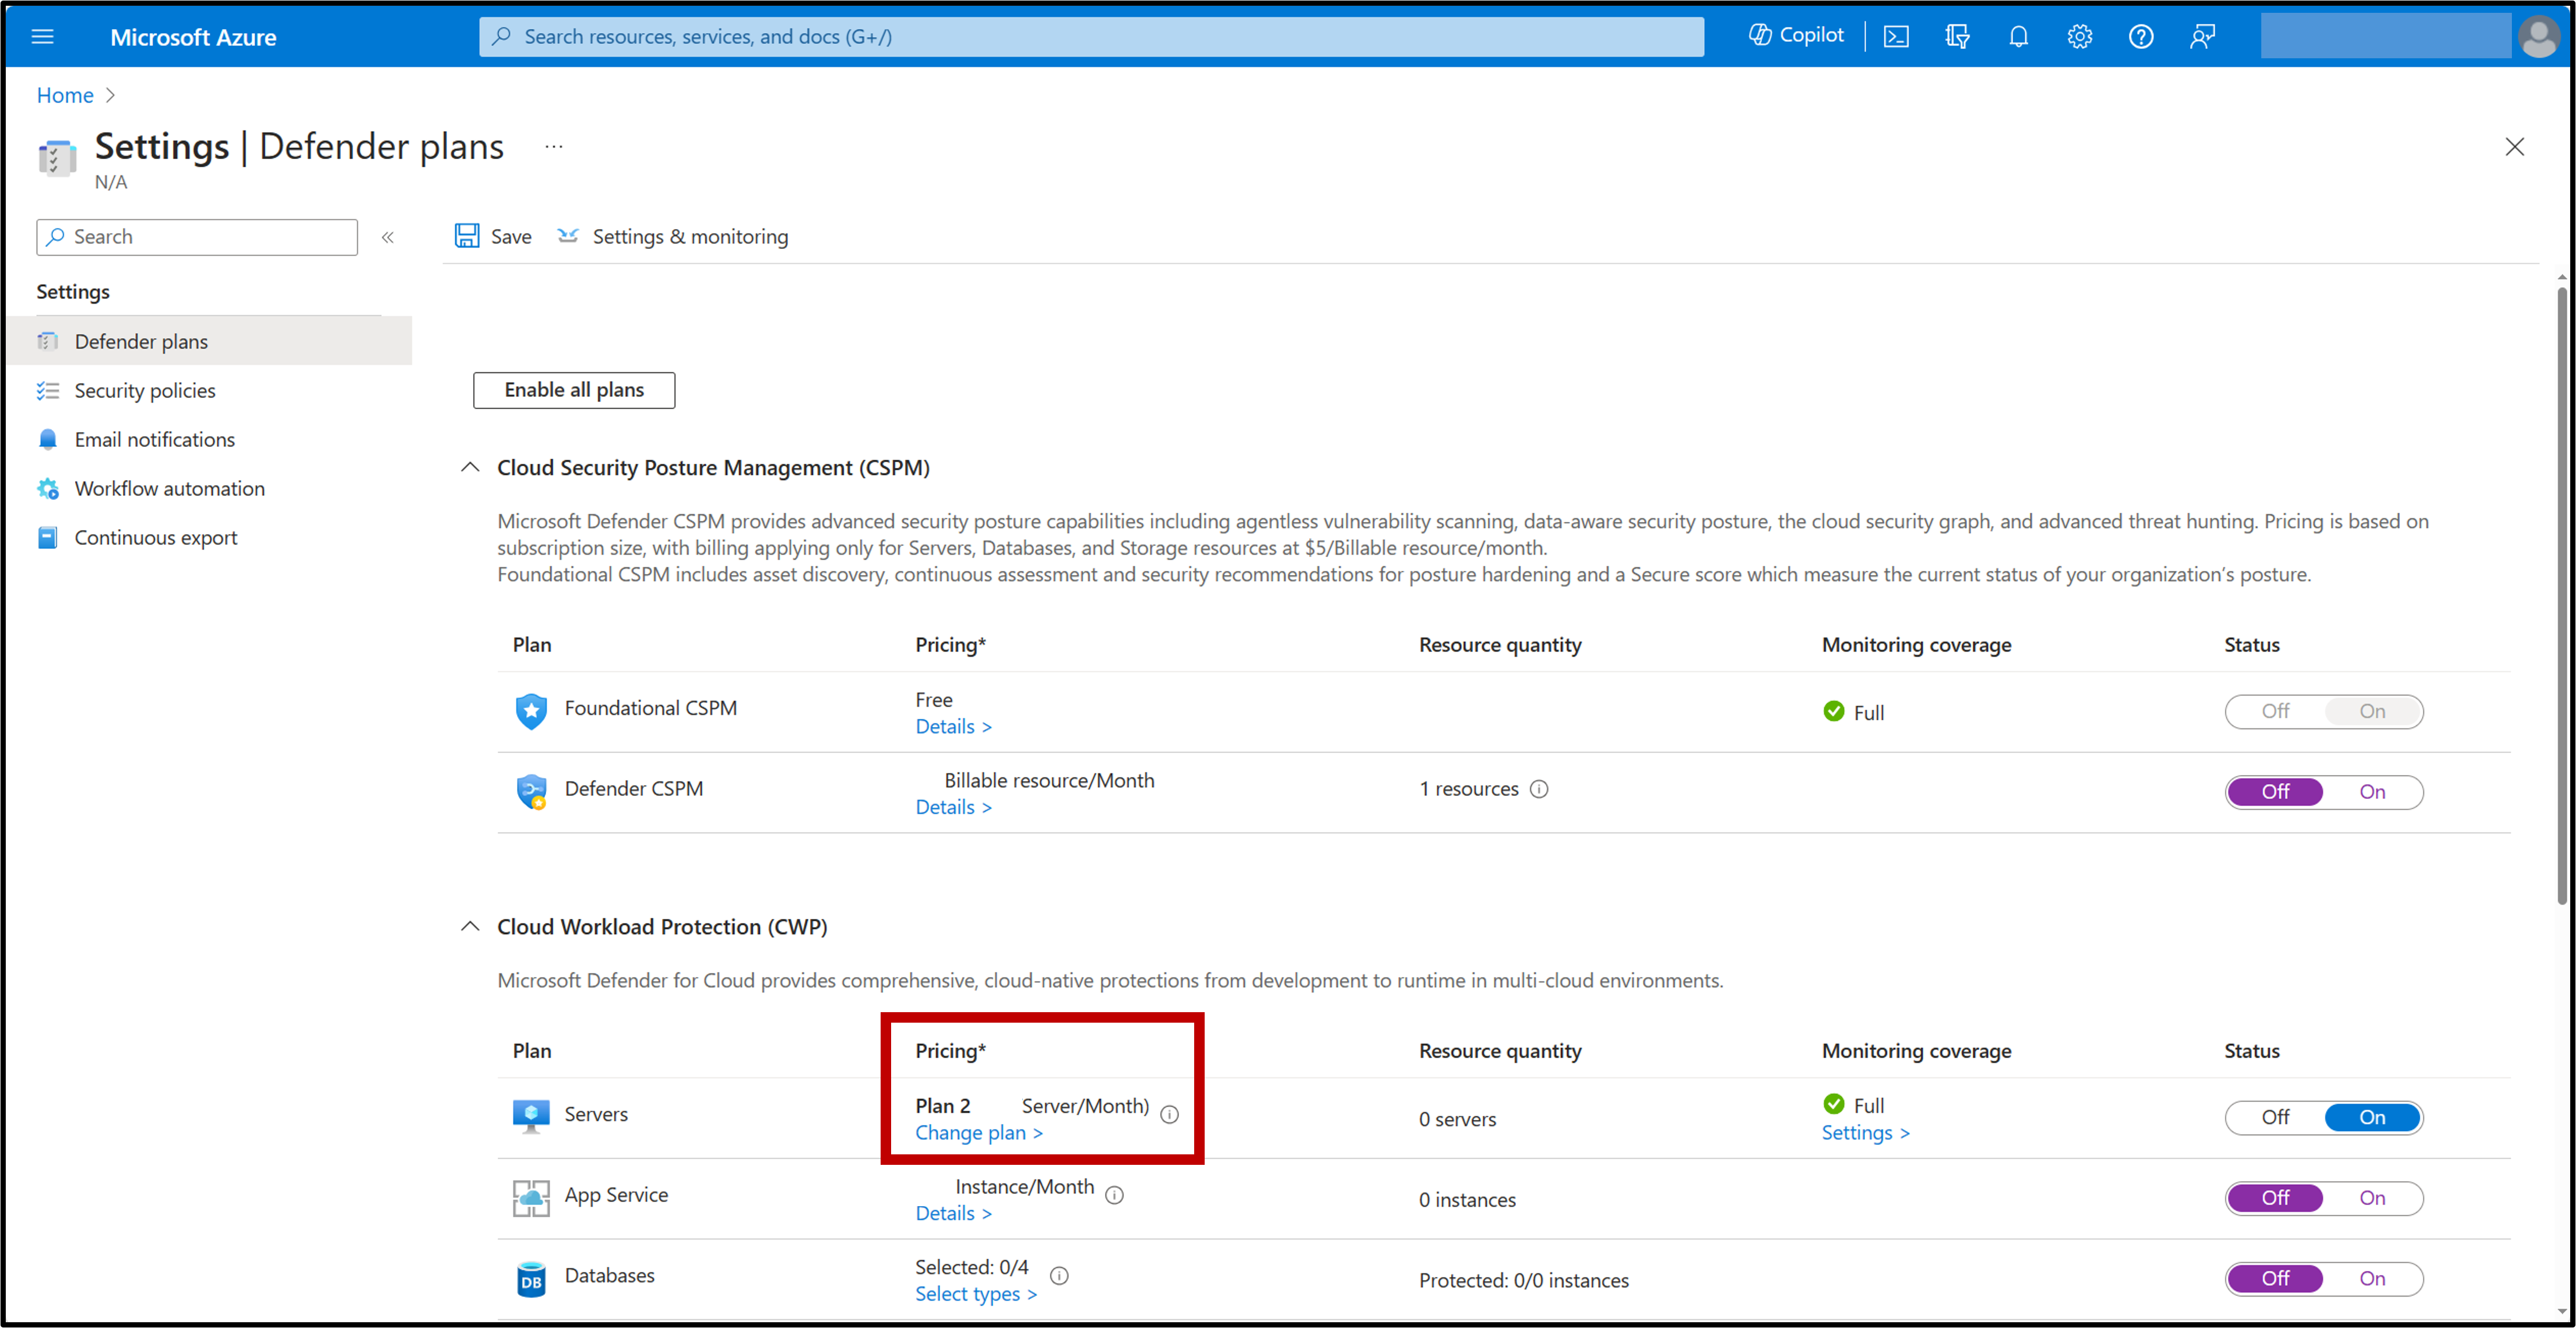 Microsoft Azure
Search resources, services, and docs (G+/)
Copilot
Home
Settings | Defender plans
...
N/A
Search
Save
Settings & monitoring
Settings
Defender plans
Security policies
Email notifications
Workflow automation
Continuous export
Enable all plans
Cloud Security Posture Management (CSPM)
Microsoft Defender CSPM provides advanced security posture capabilities including agentless vulnerability scanning, data-aware security posture, the cloud security graph, and advanced threat hunting. Pricing is based on
subscription size, with billing applying only for Servers, Databases, and Storage resources at $5/Billable resource/month.
Foundational CSPM includes asset discovery, continuous assessment and security recommendations for posture hardening and a Secure score which measure the current status of your organization's posture.
Plan Pricing* Resource quantity Monitoring coverage Status
Foundational CSPM Free Full Off On
Details >
Defender CSPM Billable resource/Month 1 resources Off On
Details >
Cloud Workload Protection (CWP)
Microsoft Defender for Cloud provides comprehensive, cloud-native protections from development to runtime in multi-cloud environments.
Plan Pricing* Resource quantity Monitoring coverage Status
Servers Plan 2 Server/Month) 0 servers Full Off On
Change plan > Settings >
App Service Instance/Month 0 instances Off On
Details >
DB Databases Selected: 0/4 Protected: 0/0 instances Off On
Select types >